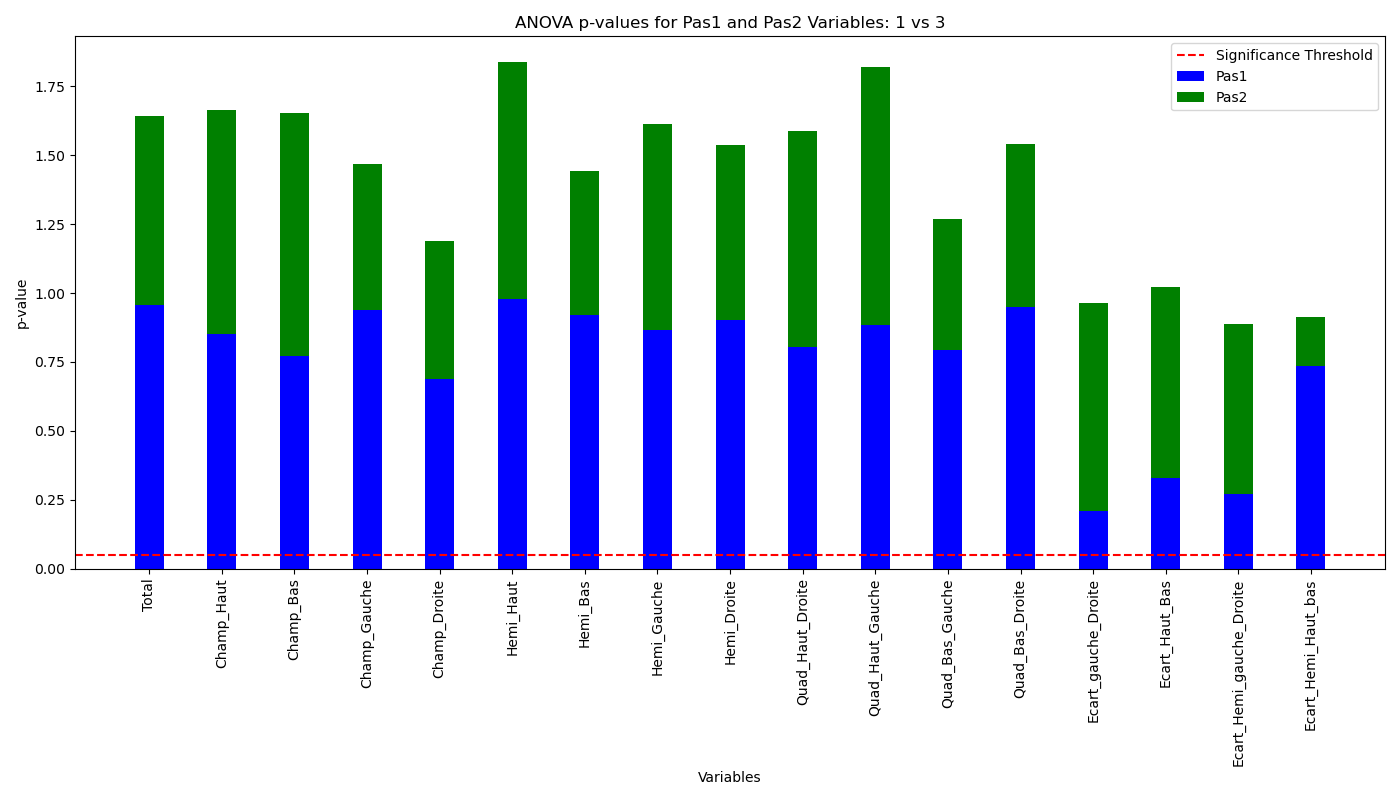 ANOVA p-values for Pas1 and Pas2 Variables: 1 vs 3
Significance Threshold
Pas1
Pas2
p-value
1.75
1.50
1.25
1.00
0.75
0.50
0.25
0.00
Total
Champ_Haut
Champ_Bas
Champ_Gauche
Champ_Droite
Hemi_Haut
Hemi_Bas
Hemi_Gauche
Hemi_Droite
Quad_Haut_Droite
Quad_Haut_Gauche
Quad_Bas_Gauche
Quad_Bas_Droite
Ecart_gauche_Droite
Ecart_Haut_Bas
Ecart_Hemi_gauche_Droite
Ecart_Hemi_Haut_bas
Variables